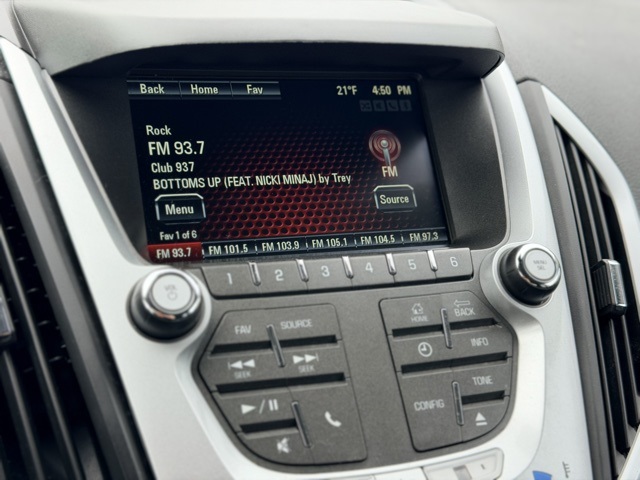 Back Home Fav 21°F 4:50 PM
Rock
FM 93.7
Club 937
BOTTOMS UP (FEAT. NICKI MINAJ) by Trey
FM
Menu
Source
Fav 1 of 6
FM 93.7 FM 101.5 FM 103.9 FM 105.1 FM 104.5 FM 97.3
1 2 3 4 5 6
VOL
MENU
SEL
FAV SOURCE
HOME BACK
SEEK SEEK
INFO
CONFIG TONE